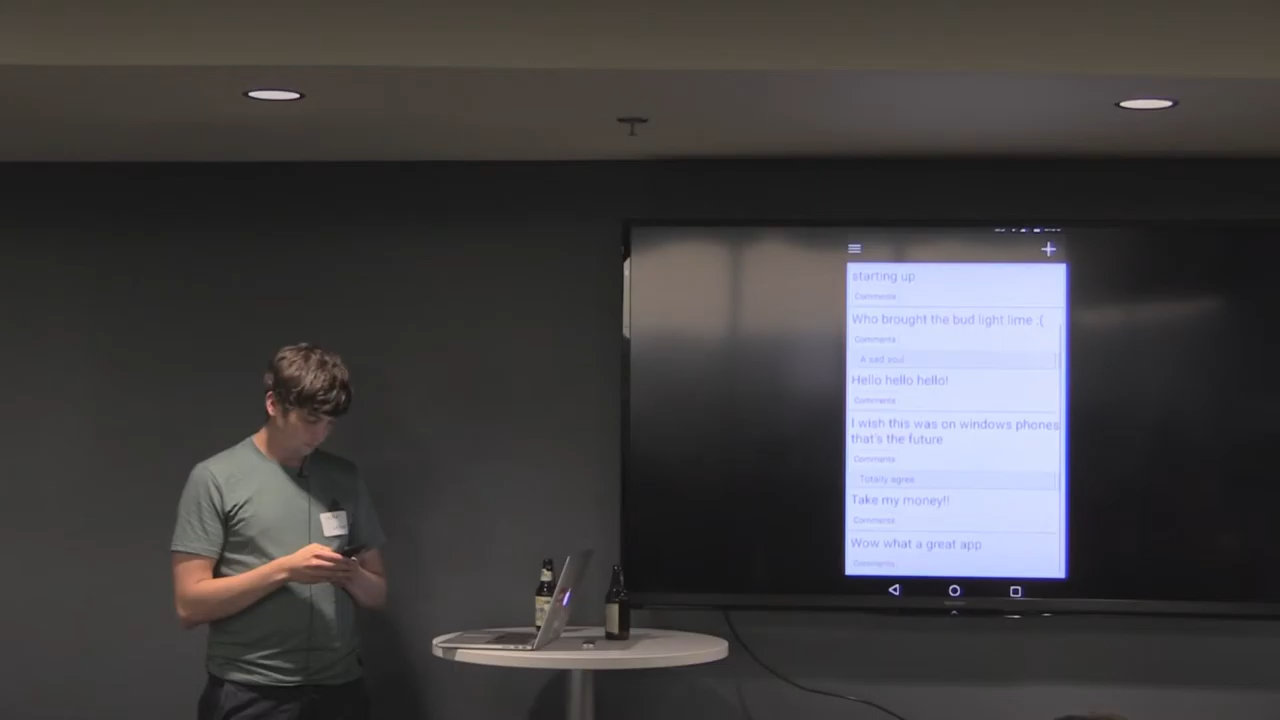 starting up
Comments
Who brought the bud light lime :(
Comments
A sad soul
Hello hello hello!
Comments
I wish this was on windows phones
that's the future
Comments
Totally agree
Take my money!!
Comments
Wow what a great app
Comments